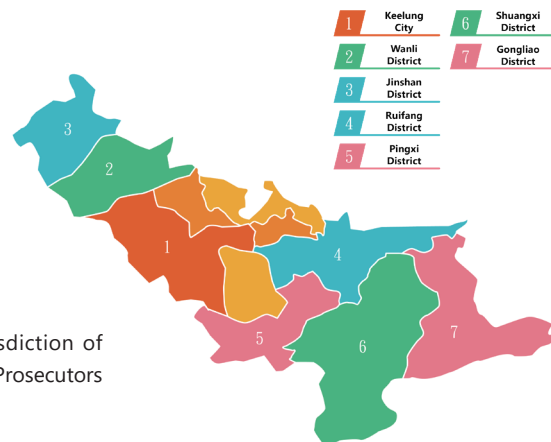 1 Keelung City
2 Wanli District
3 Jinshan District
4 Ruifang District
5 Pingxi District
6 Shuangxi District
7 Gongliao District
3
2
1
4
5
6
7
sdiction of
Prosecutors